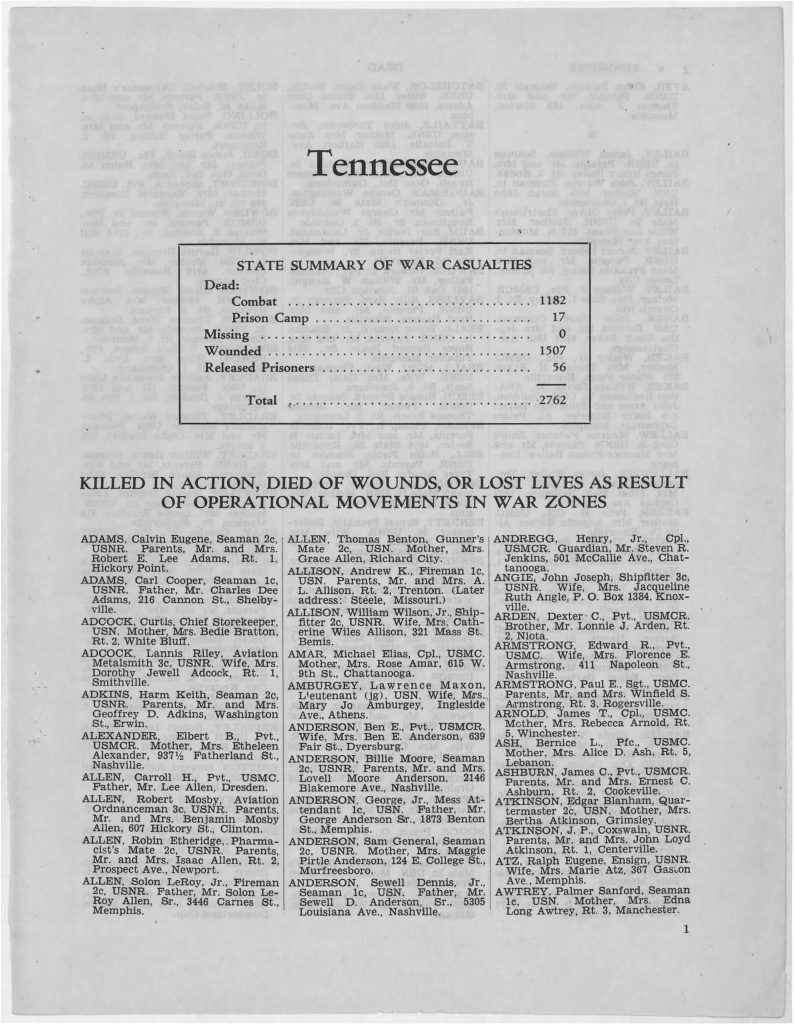 Tennessee
STATE SUMMARY OF WAR CASUALTIES
Dead:
Combat .................................... 1182
Prison Camp ................................ 17
Missing ........................................ 0
Wounded ....................................... 1507
Released Prisoners ............................... 56
Total ..................................... 2762
KILLED IN ACTION, DIED OF WOUNDS, OR LOST LIVES AS RESULT
OF OPERATIONAL MOVEMENTS IN WAR ZONES
ADAMS, Calvin Eugene, Seaman 2c,
USNR. Parents, Mr. and Mrs.
Robert E. Lee Adams, Rt. 1,
Hickory Point.
ADAMS, Carl Cooper, Seaman 1c,
USNR. Father, Mr. Charles Dee
Adams, 216 Cannon St., Shelby-
ville.
ADCOCK, Curtis, Chief Storekeeper,
USN. Mother, Mrs. Bedie Bratton,
Rt. 2, White Bluff.
ADCOCK, Lannis Riley, Aviation
Metalsmith 3c, USNR. Wife, Mrs.
Dorothy Jewell Adcock, Rt. 1,
Smithville.
ADKINS, Harm Keith, Seaman 2c,
USNR. Parents, Mr. and Mrs.
Geoffrey D. Adkins, Washington
St., Erwin.
ALEXANDER, Elbert B., Pvt.,
USMCR. Mother, Mrs. Etheleen
Alexander, 937½ Fatherland St.,
Nashville.
ALLEN, Carroll H., Pvt., USMC.
Father, Mr. Lee Allen, Dresden.
ALLEN, Robert Mosby, Aviation
Ordnanceman 3c, USNR. Parents,
Mr. and Mrs. Benjamin Mosby
Allen, 607 Hickory St., Clinton.
ALLEN, Robin Etheridge, Pharma-
cist's Mate 2c, USNR. Parents,
Mr. and Mrs. Isaac Allen, Rt. 2,
Prospect Ave., Newport.
ALLEN, Solon LeRoy, Jr., Fireman
2c, USNR. Father, Mr. Solon Le-
Roy Allen, Sr., 3446 Carnes St.,
Memphis.
ALLEN, Thomas Benton, Gunner's
Mate 2c, USN. Mother, Mrs.
Grace Allen, Richard City.
ALLISON, Andrew K., Fireman 1c,
USN. Parents, Mr. and Mrs. A.
L. Allison, Rt. 2, Trenton. (Later
address: Steele, Missouri.)
ALLISON, William Wilson, Jr., Ship-
fitter 2c, USNR. Wife, Mrs. Cath-
erine Wiles Allison, 321 Mass St.,
Bemis.
AMAR, Michael Elias, Cpl., USMC.
Mother, Mrs. Rose Amar, 615 W.
9th St., Chattanooga.
AMBURGEY, Lawrence Maxon,
Lieutenant (jg), USN. Wife, Mrs.
Mary Jo Amburgey, Ingleside
Ave., Athens.
ANDERSON, Ben E., Pvt., USMCR.
Wife, Mrs. Ben E. Anderson, 639
Fair St., Dyersburg.
ANDERSON, Billie Moore, Seaman
2c, USNR. Parents, Mr. and Mrs.
Lovell Moore Anderson, 2146
Blakemore Ave., Nashville.
ANDERSON, George, Jr., Mess At-
tendant 1c, USN. Father, Mr.
George Anderson Sr., 1873 Benton
St., Memphis.
ANDERSON, Sam General, Seaman
2c, USNR. Mother, Mrs. Maggie
Pirtle Anderson, 124 E. College St.,
Murfreesboro.
ANDERSON, Sewell Dennis, Jr.,
Seaman 1c, USN. Father, Mr.
Sewell D. Anderson, Sr., 5305
Louisiana Ave., Nashville.
ANDREGG, Henry, Jr., Cpl.,
USMCR. Guardian, Mr. Steven R.
Jenkins, 501 McCallie Ave., Chat-
tanooga.
ANGIE, John Joseph, Shipfitter 3c,
USNR. Wife, Mrs. Jacqueline
Ruth Angie, P. O. Box 1384, Knox-
ville.
ARDEN, Dexter C., Pvt., USMCR.
Brother, Mr. Lonnie J. Arden, Rt.
2, Niota.
ARMSTRONG, Edward R., Pvt.,
USMC. Wife, Mrs. Florence E.
Armstrong, 411 Napoleon St.,
Nashville.
ARMSTRONG, Paul E., Sgt., USMC.
Parents, Mr. and Mrs. Winfield S.
Armstrong, Rt. 3, Rogersville.
ARNOLD, James T., Cpl., USMC.
Mother, Mrs. Rebecca Arnold, Rt.
5, Winchester.
ASH, Bernice L., Pfc., USMC.
Mother, Mrs. Alice D. Ash, Rt. 5,
Lebanon.
ASHBURN, James C., Pvt., USMCR.
Parents, Mr. and Mrs. Ernest C.
Ashburn, Rt. 2, Cookeville.
ATKINSON, Edgar Blanham, Quar-
termaster 2c, USN. Mother, Mrs.
Bertha Atkinson, Grimsley.
ATKINSON, J. P., Coxswain, USNR.
Parents, Mr. and Mrs. John Loyd
Atkinson, Rt. 1, Centerville.
ATZ, Ralph Eugene, Ensign, USNR.
Wife, Mrs. Marie Atz, 367 Gaston
Ave., Memphis.
AWTREY, Palmer Sanford, Seaman
1c, USN. Mother, Mrs. Edna
Long Awtrey, Rt. 3, Manchester.
1